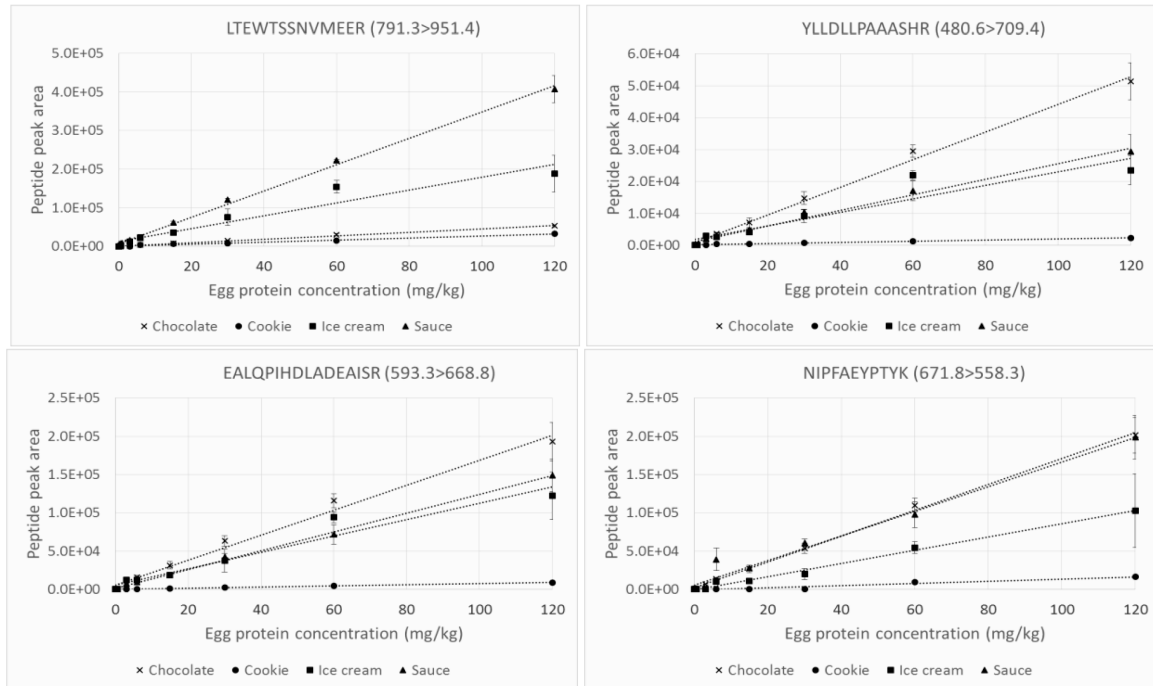 LTEWTSSNVMEER (791.3>951.4)
Peptide peak area
5.0E+05
4.0E+05
3.0E+05
2.0E+05
1.0E+05
0.0E+00
0 20 40 60 80 100 120
Egg protein concentration (mg/kg)
× Chocolate ● Cookie ■ Ice cream ▲ Sauce
YLLDLLPAAASHR (480.6>709.4)
Peptide peak area
6.0E+04
5.0E+04
4.0E+04
3.0E+04
2.0E+04
1.0E+04
0.0E+00
0 20 40 60 80 100 120
Egg protein concentration (mg/kg)
× Chocolate ● Cookie ■ Ice cream ▲ Sauce
EALQPIHDLADEAISR (593.3>668.8)
Peptide peak area
2.5E+05
2.0E+05
1.5E+05
1.0E+05
5.0E+04
0.0E+00
0 20 40 60 80 100 120
Egg protein concentration (mg/kg)
× Chocolate ● Cookie ■ Ice cream ▲ Sauce
NIPFAEYPTYK (671.8>558.3)
Peptide peak area
2.5E+05
2.0E+05
1.5E+05
1.0E+05
5.0E+04
0.0E+00
0 20 40 60 80 100 120
Egg protein concentration (mg/kg)
× Chocolate ● Cookie ■ Ice cream ▲ Sauce